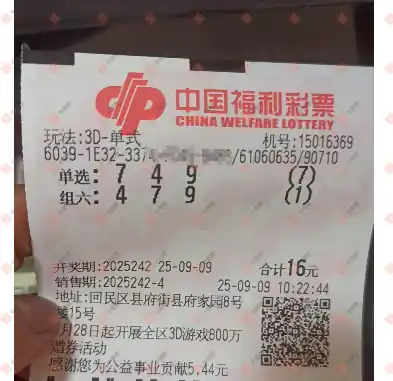 中国福利彩票
CHINA WELFARE LOTTERY
玩法:3D-单式 机号:15016369
6039-1E32-337 /61060635/90710
单选: 7 4 9 (7)
组六: 4 7 9 (1)
开奖期:2025242 25-09-09 合计16元
销售期:2025242-4 25-09-09 10:22:44
地址:回民区县府街县府家园8号
楼15号
月28日起开展全区3D游戏800万
赠券活动
感谢您为公益事业贡献5.44元